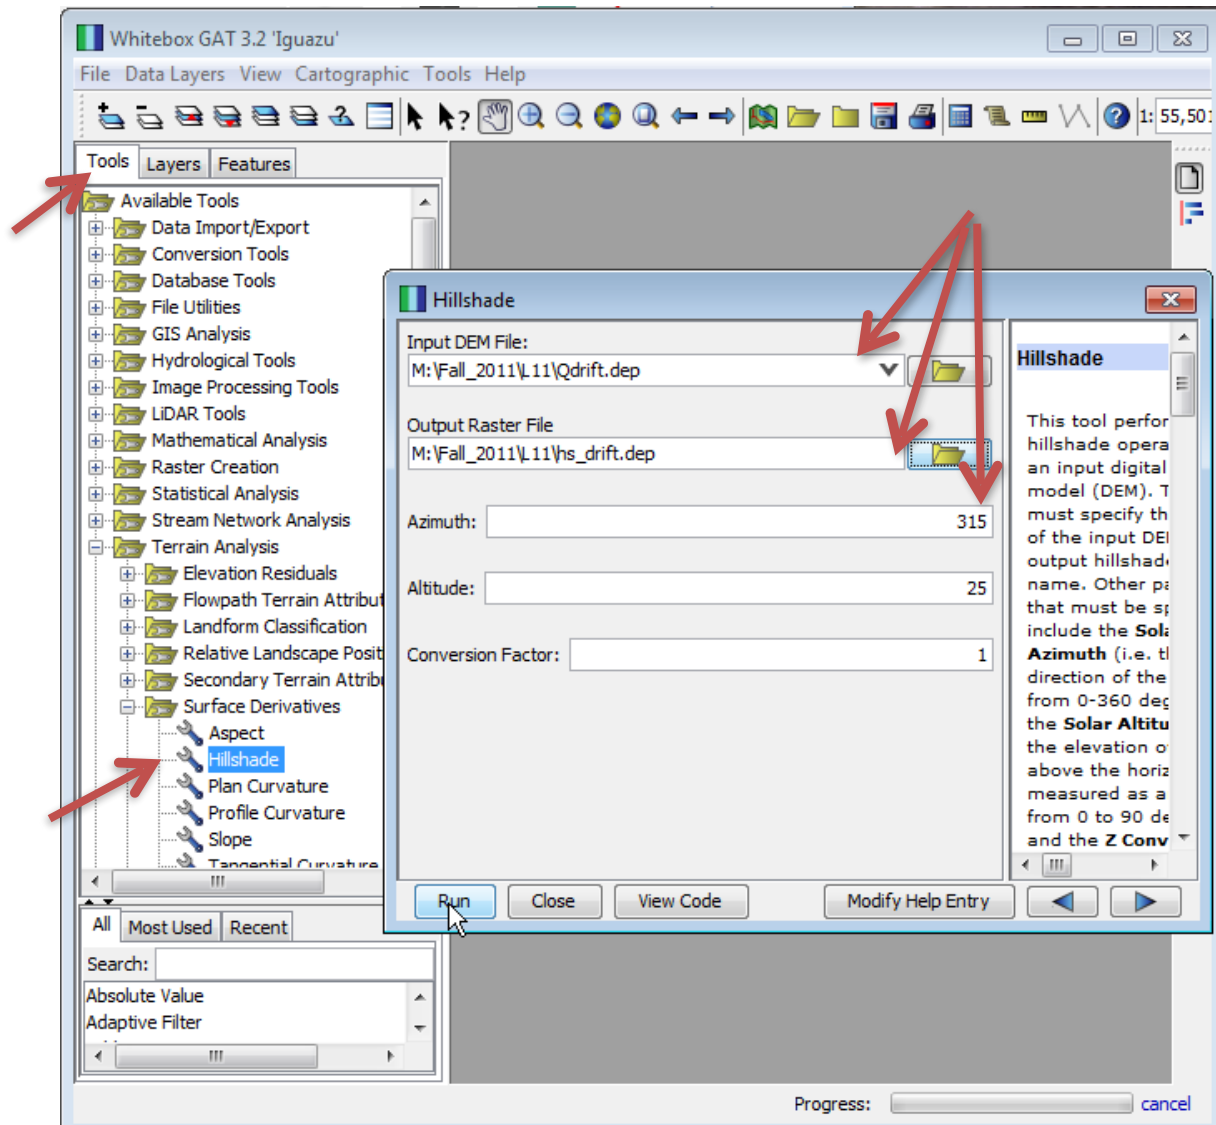 Whitebox GAT 3.2 'Iguazu'
File Data Layers View Cartographic Tools Help
1: 55,501
Tools Layers Features
Available Tools
Data Import/Export
Conversion Tools
Database Tools
File Utilities
GIS Analysis
Hydrological Tools
Image Processing Tools
LiDAR Tools
Mathematical Analysis
Raster Creation
Statistical Analysis
Stream Network Analysis
Terrain Analysis
Elevation Residuals
Flowpath Terrain Attribut
Landform Classification
Relative Landscape Posit
Secondary Terrain Attribu
Surface Derivatives
Aspect
Hillshade
Plan Curvature
Profile Curvature
Slope
Tangential Curvature
All Most Used Recent
Search:
Absolute Value
Adaptive Filter
Hillshade
Input DEM File:
M:\Fall_2011\L11\Qdrift.dep
Output Raster File
M:\Fall_2011\L11\hs_drift.dep
Azimuth: 315
Altitude: 25
Conversion Factor: 1
Run Close View Code Modify Help Entry
Hillshade
This tool perfor
hillshade opera
an input digital
model (DEM). T
must specify th
of the input DE
output hillshad
name. Other pa
that must be sp
include the Sola
Azimuth (i.e. t
direction of the
from 0-360 deg
the Solar Altitu
the elevation o
above the horiz
measured as a
from 0 to 90 de
and the Z Conv
Progress: cancel